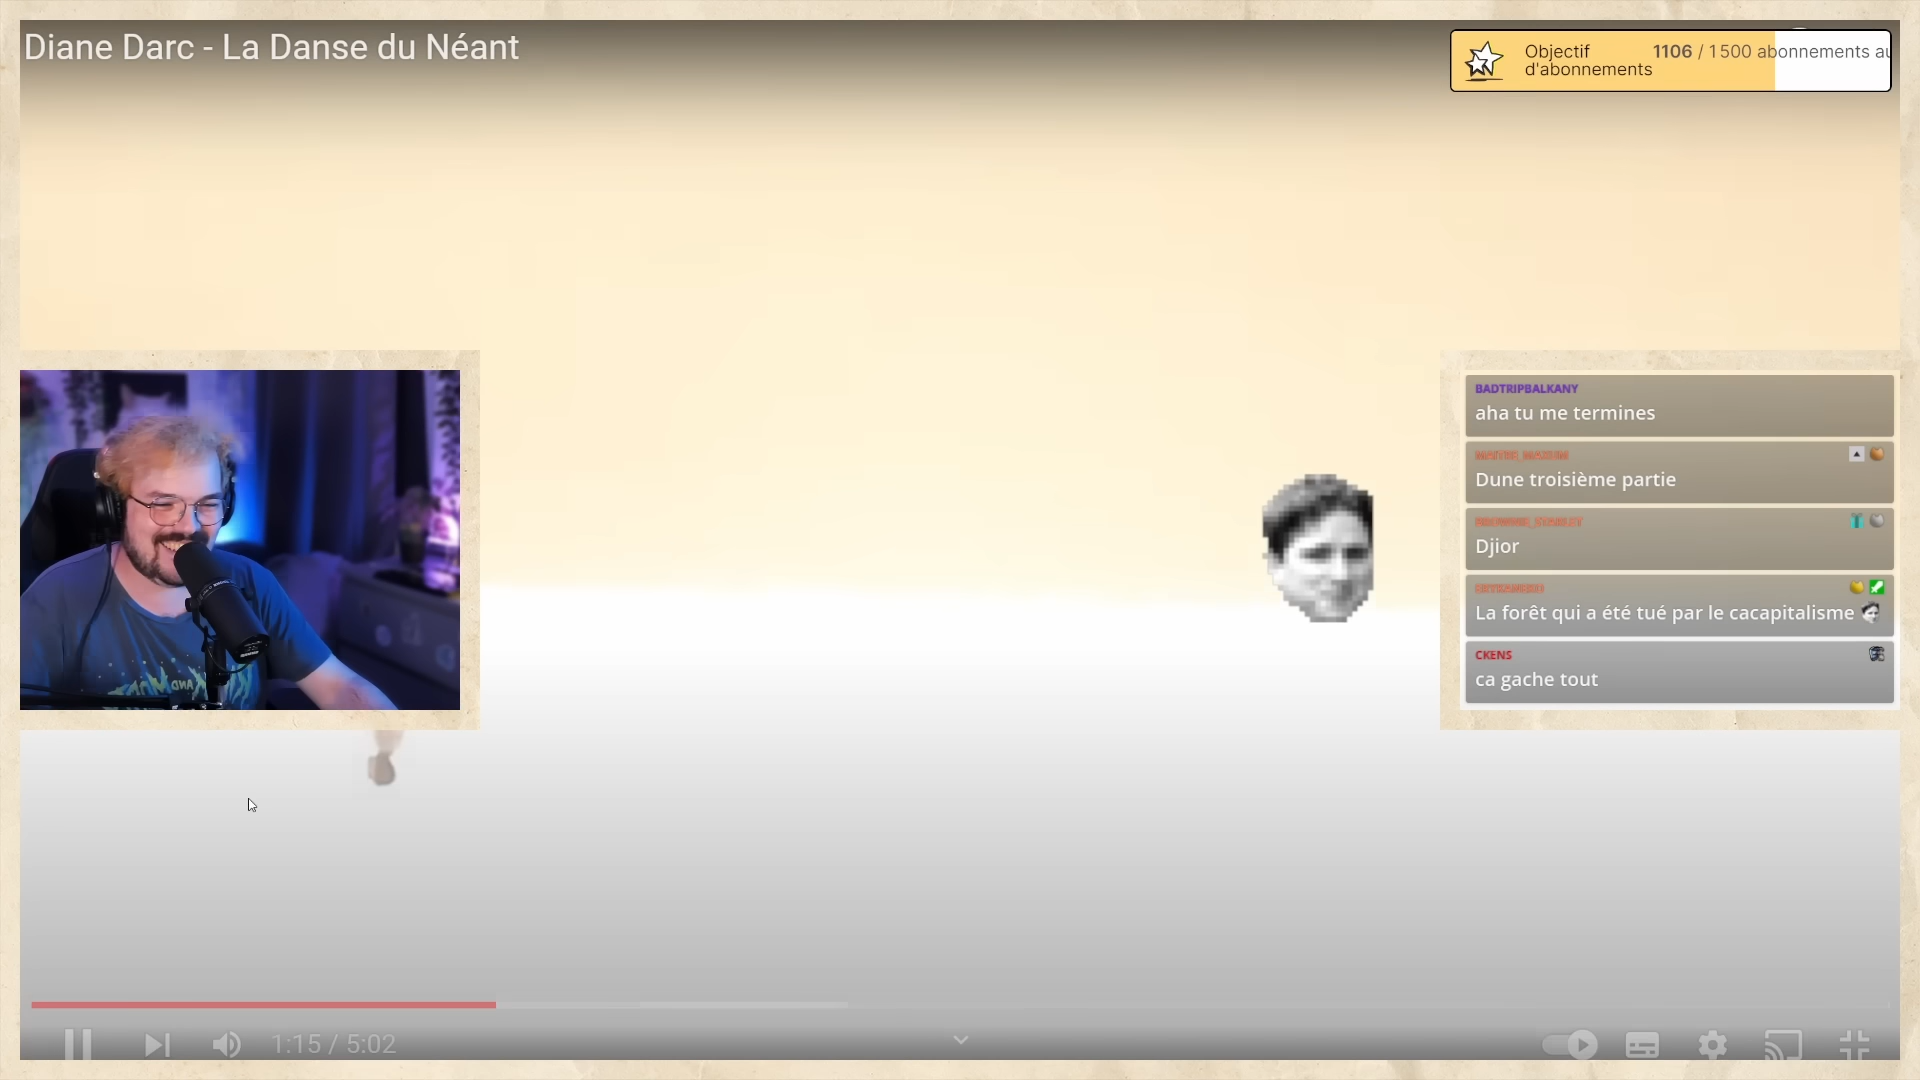 Diane Darc - La Danse du Néant
Objectif d'abonnements
1106 / 1500 abonnements au
BADTRIPBALKANY
aha tu me termines
Dune troisième partie
Djior
La forêt qui a été tué par le cacapitalisme
CKENS
ca gache tout
1:15 / 5:02